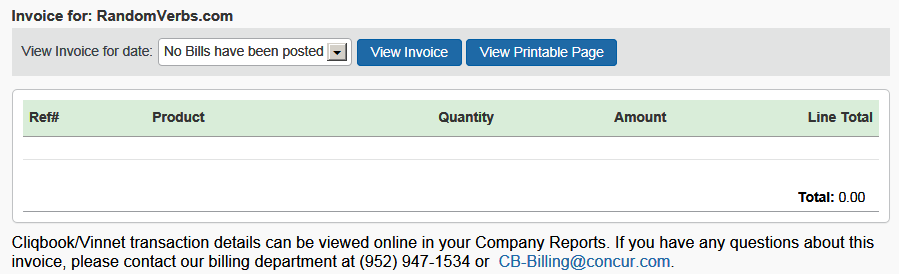 Invoice for: RandomVerbs.com
View Invoice for date: No Bills have been posted View Invoice View Printable Page
Ref# Product Quantity Amount Line Total
Total: 0.00
Cliqbook/Vinnet transaction details can be viewed online in your Company Reports. If you have any questions about this
invoice, please contact our billing department at (952) 947-1534 or CB-Billing@concur.com.